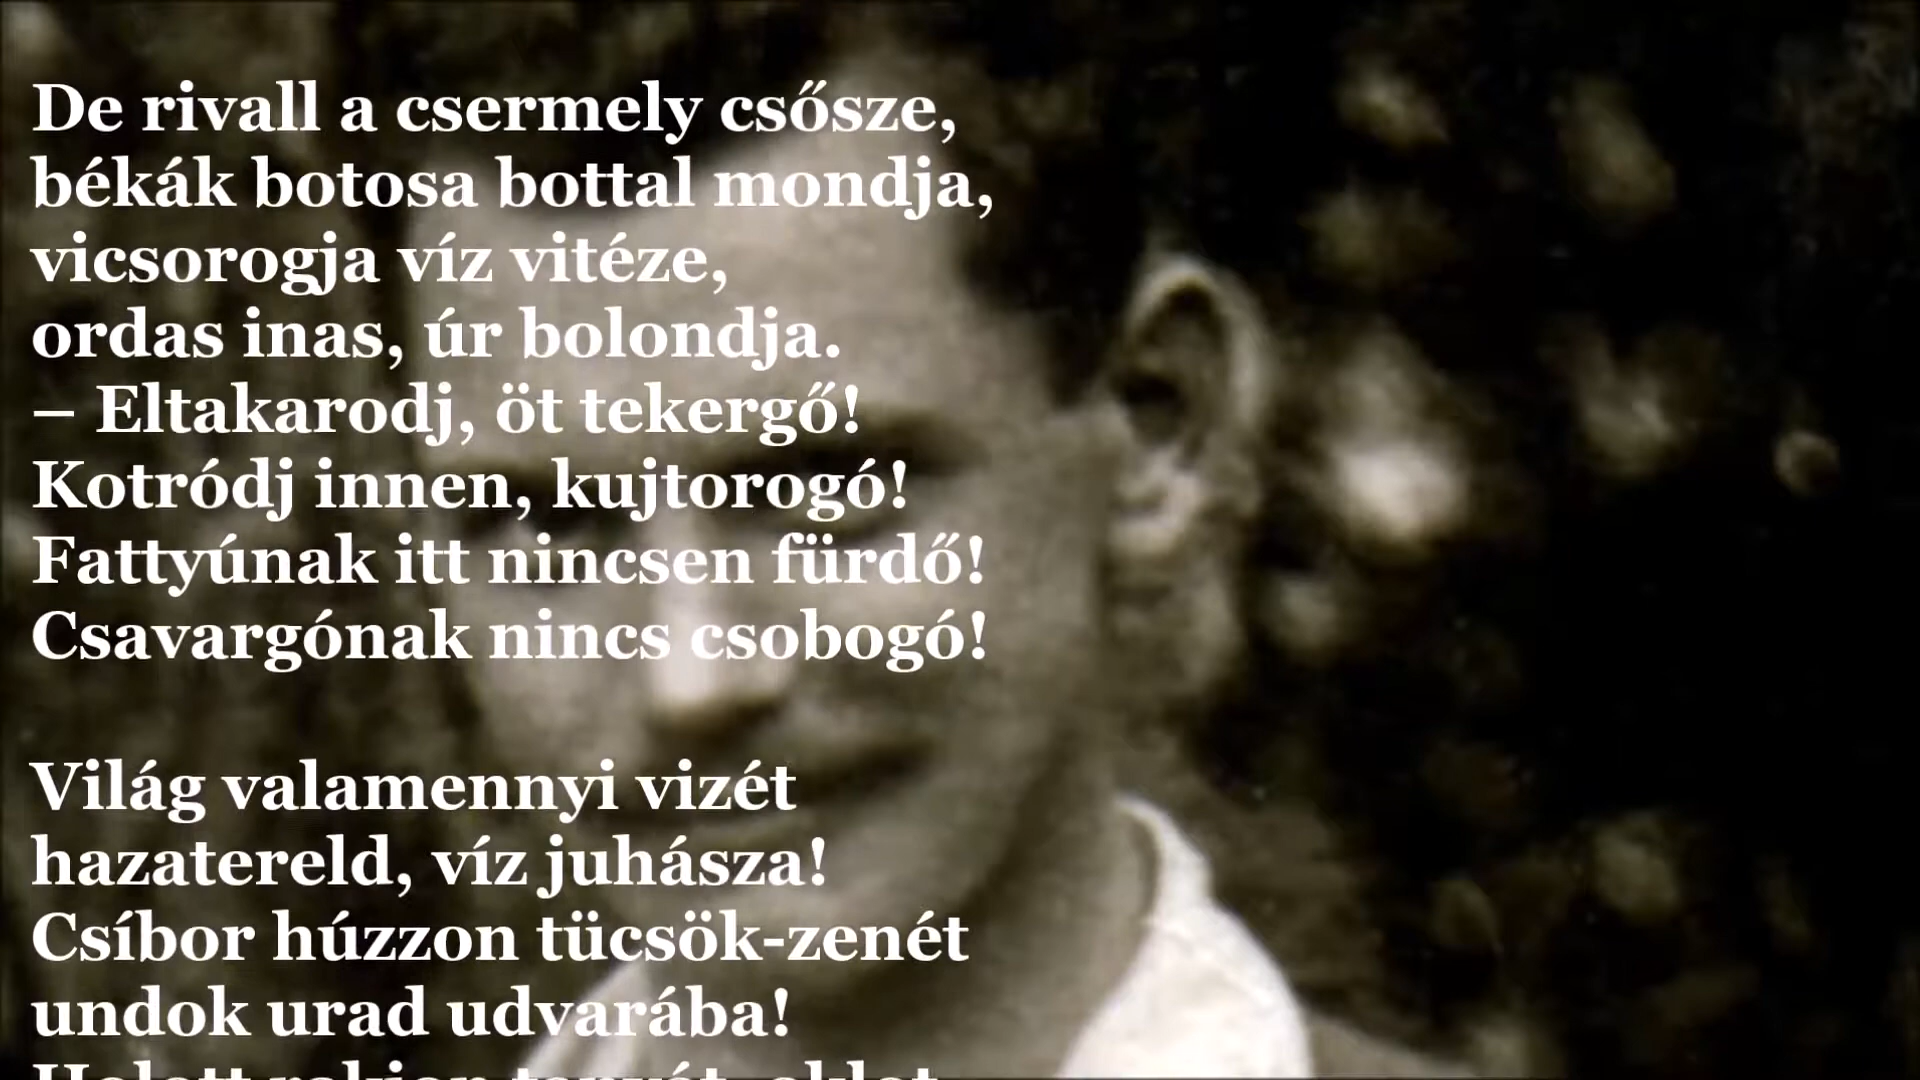 De rivall a csermely csősze,
békák botosa bottal mondja,
vicsorogja víz vitéze,
ordas inas, úr bolondja.
– Eltakarodj, öt tekergő!
Kotródj innen, kujtorogó!
Fattyúnak itt nincsen fürdő!
Csavargónak nincs csobogó!
Világ valamennyi vizét
hazatereld, víz juhásza!
Csíbor húzzon tücsök-zenét
undok urad udvarába!